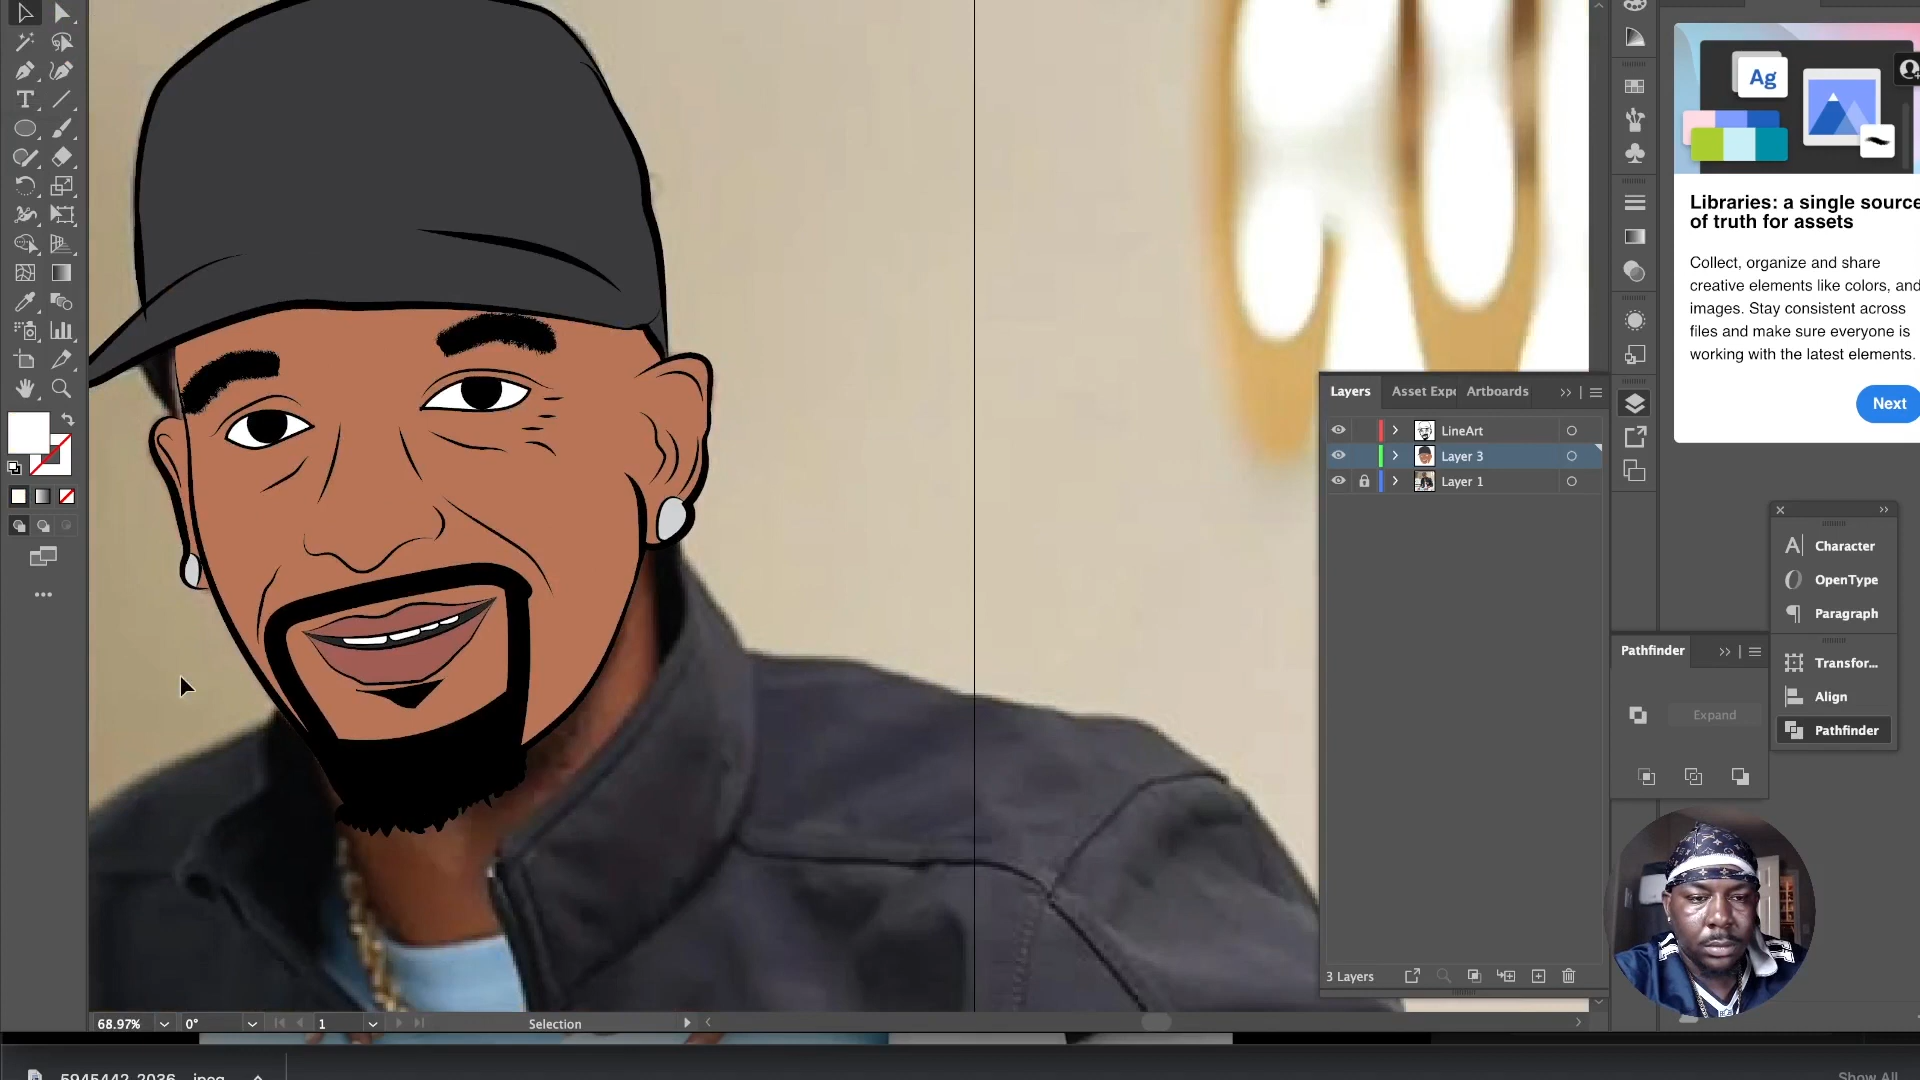 Ag
Libraries: a single source
of truth for assets
Collect, organize and share
creative elements like colors, and
images. Stay consistent across
files and make sure everyone is
working with the latest elements.
Next
Layers
Asset Expo
Artboards
LineArt
Layer 3
Layer 1
3 Layers
Character
OpenType
Paragraph
Transfor...
Align
Pathfinder
Pathfinder
Expand
68.97%
0°
1
Selection
5945442-2036....jpeg
Show All